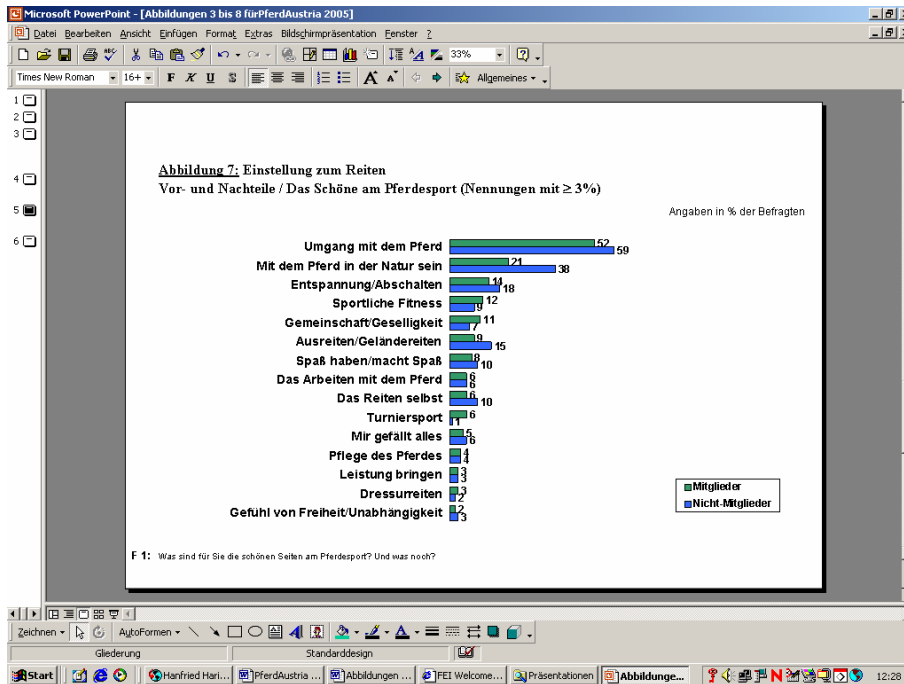 Microsoft PowerPoint - [Abbildungen 3 bis 8 fürPferdAustria 2005]
Datei Bearbeiten Ansicht Einfügen Format Extras Bildschirmpräsentation Fenster ?
33%
Times New Roman 16+ F K U S Allgemeines
1
2
3
4
5
6
Abbildung 7: Einstellung zum Reiten
Vor- und Nachteile / Das Schöne am Pferdesport (Nennungen mit ≥ 3%)
Angaben in % der Befragten
Umgang mit dem Pferd 52 59
Mit dem Pferd in der Natur sein 21 38
Entspannung/Abschalten 14 18
Sportliche Fitness 12 9
Gemeinschaft/Geselligkeit 11 7
Ausreiten/Geländereiten 9 15
Spaß haben/macht Spaß 8 10
Das Arbeiten mit dem Pferd 6 6
Das Reiten selbst 6 10
Turniersport 6 1
Mir gefällt alles 5 6
Pflege des Pferdes 4 4
Leistung bringen 3 3
Dressurreiten 3 2
Gefühl von Freiheit/Unabhängigkeit 2 3
Mitglieder
Nicht-Mitglieder
F 1: Was sind für Sie die schönen Seiten am Pferdesport? Und was noch?
Zeichnen AutoFormen
Gliederung Standarddesign
Start Hanfried Hari... PferdAustria ... Abbildungen ... FEI Welcome... Präsentationen Abbildunge... 12:28